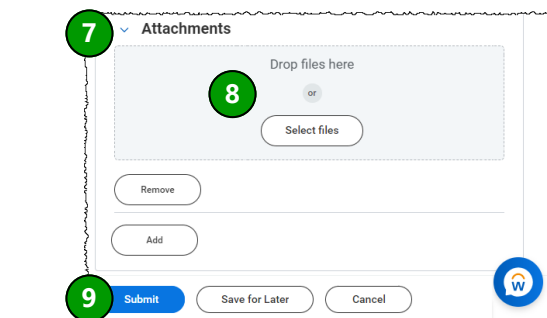 7 Attachments
Drop files here
8 or
Select files
Remove
Add
9 Submit Save for Later Cancel
w